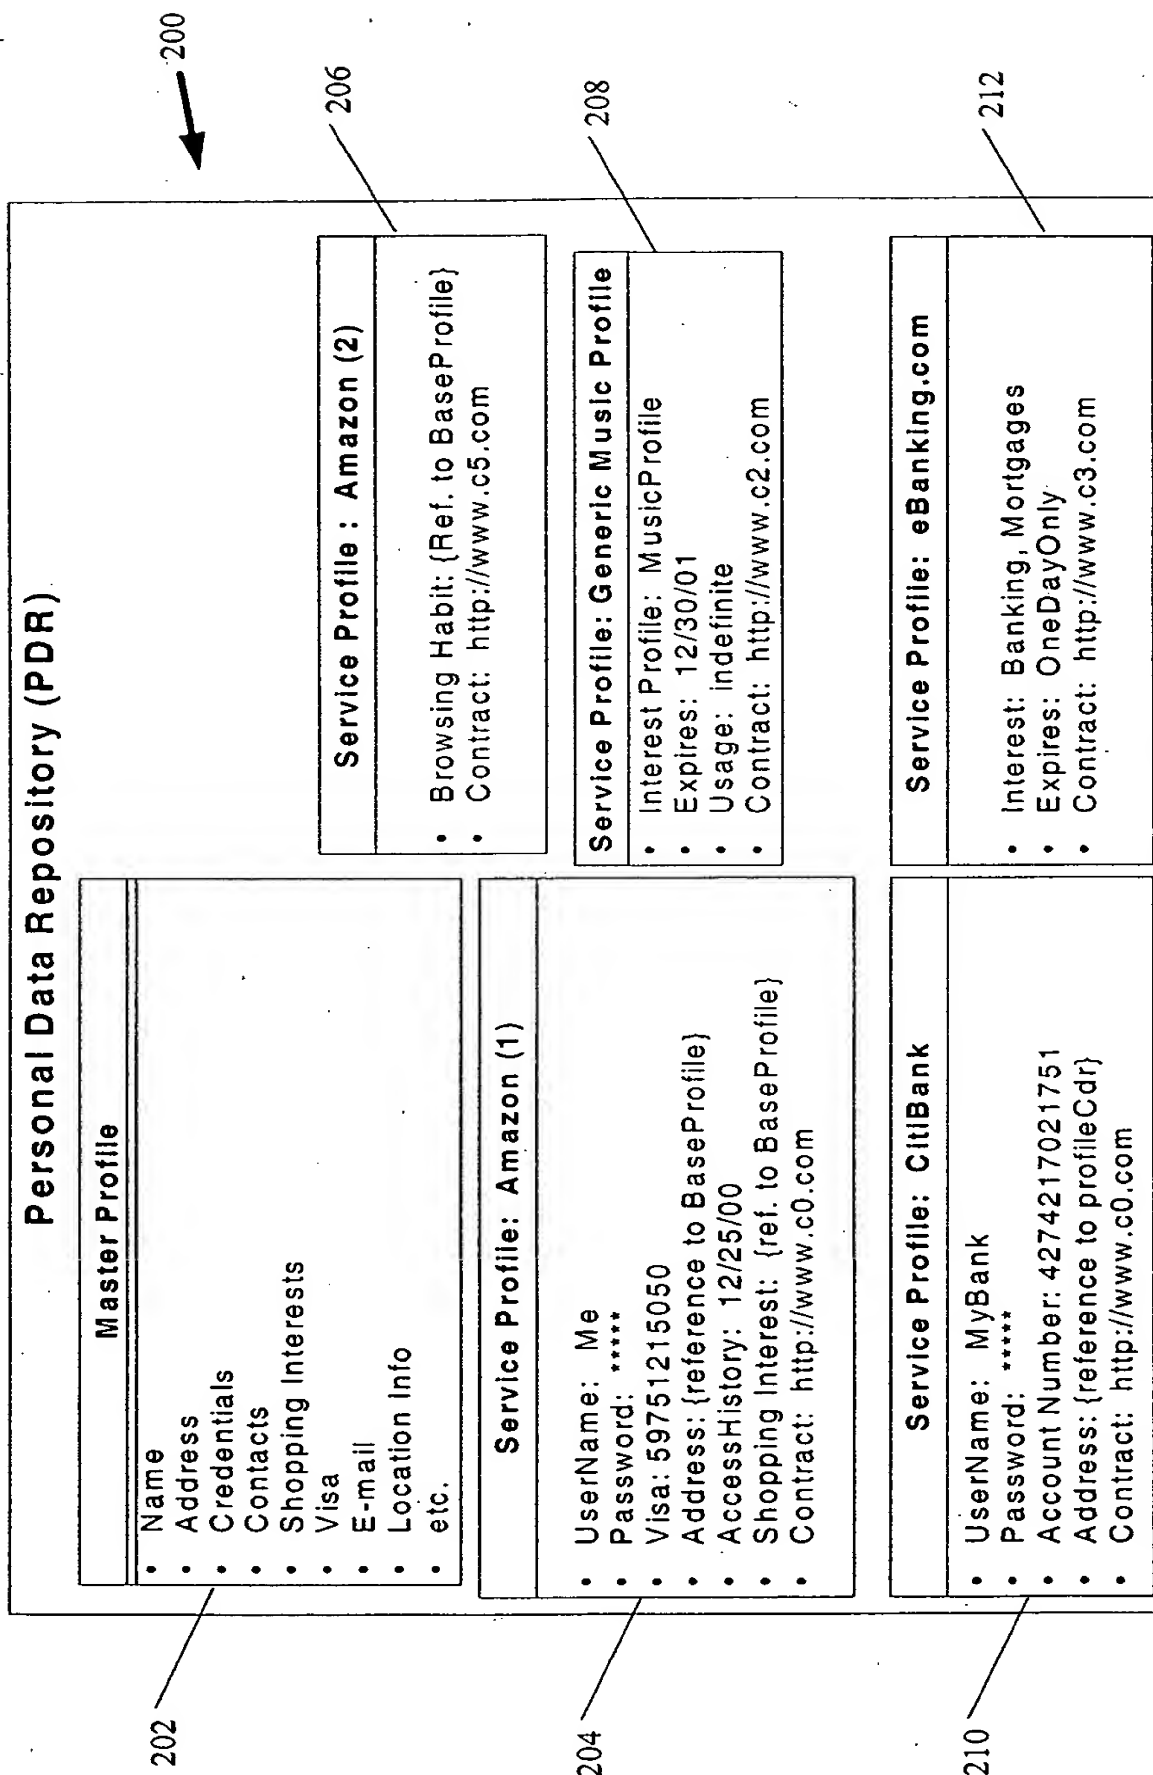 Personal Data Repository (PDR)
200
Master Profile
• Name
• Address
• Credentials
• Contacts
• Shopping Interests
• Visa
• E-mail
• Location Info
• etc.
202
Service Profile : Amazon (2)
• Browsing Habit: {Ref. to BaseProfile}
• Contract: http://www.c5.com
206
Service Profile: Amazon (1)
• UserName: Me
• Password: *****
• Visa: 59751215050
• Address: {reference to BaseProfile}
• AccessHistory: 12/25/00
• Shopping Interest: {ref. to BaseProfile}
• Contract: http://www.c0.com
204
Service Profile: Generic Music Profile
• Interest Profile: MusicProfile
• Expires: 12/30/01
• Usage: indefinite
• Contract: http://www.c2.com
208
Service Profile: CitiBank
• UserName: MyBank
• Password: *****
• Account Number: 4274217021751
• Address: {reference to profileCdr}
• Contract: http://www.c0.com
210
Service Profile: eBanking.com
• Interest: Banking, Mortgages
• Expires: OneDayOnly
• Contract: http://www.c3.com
212